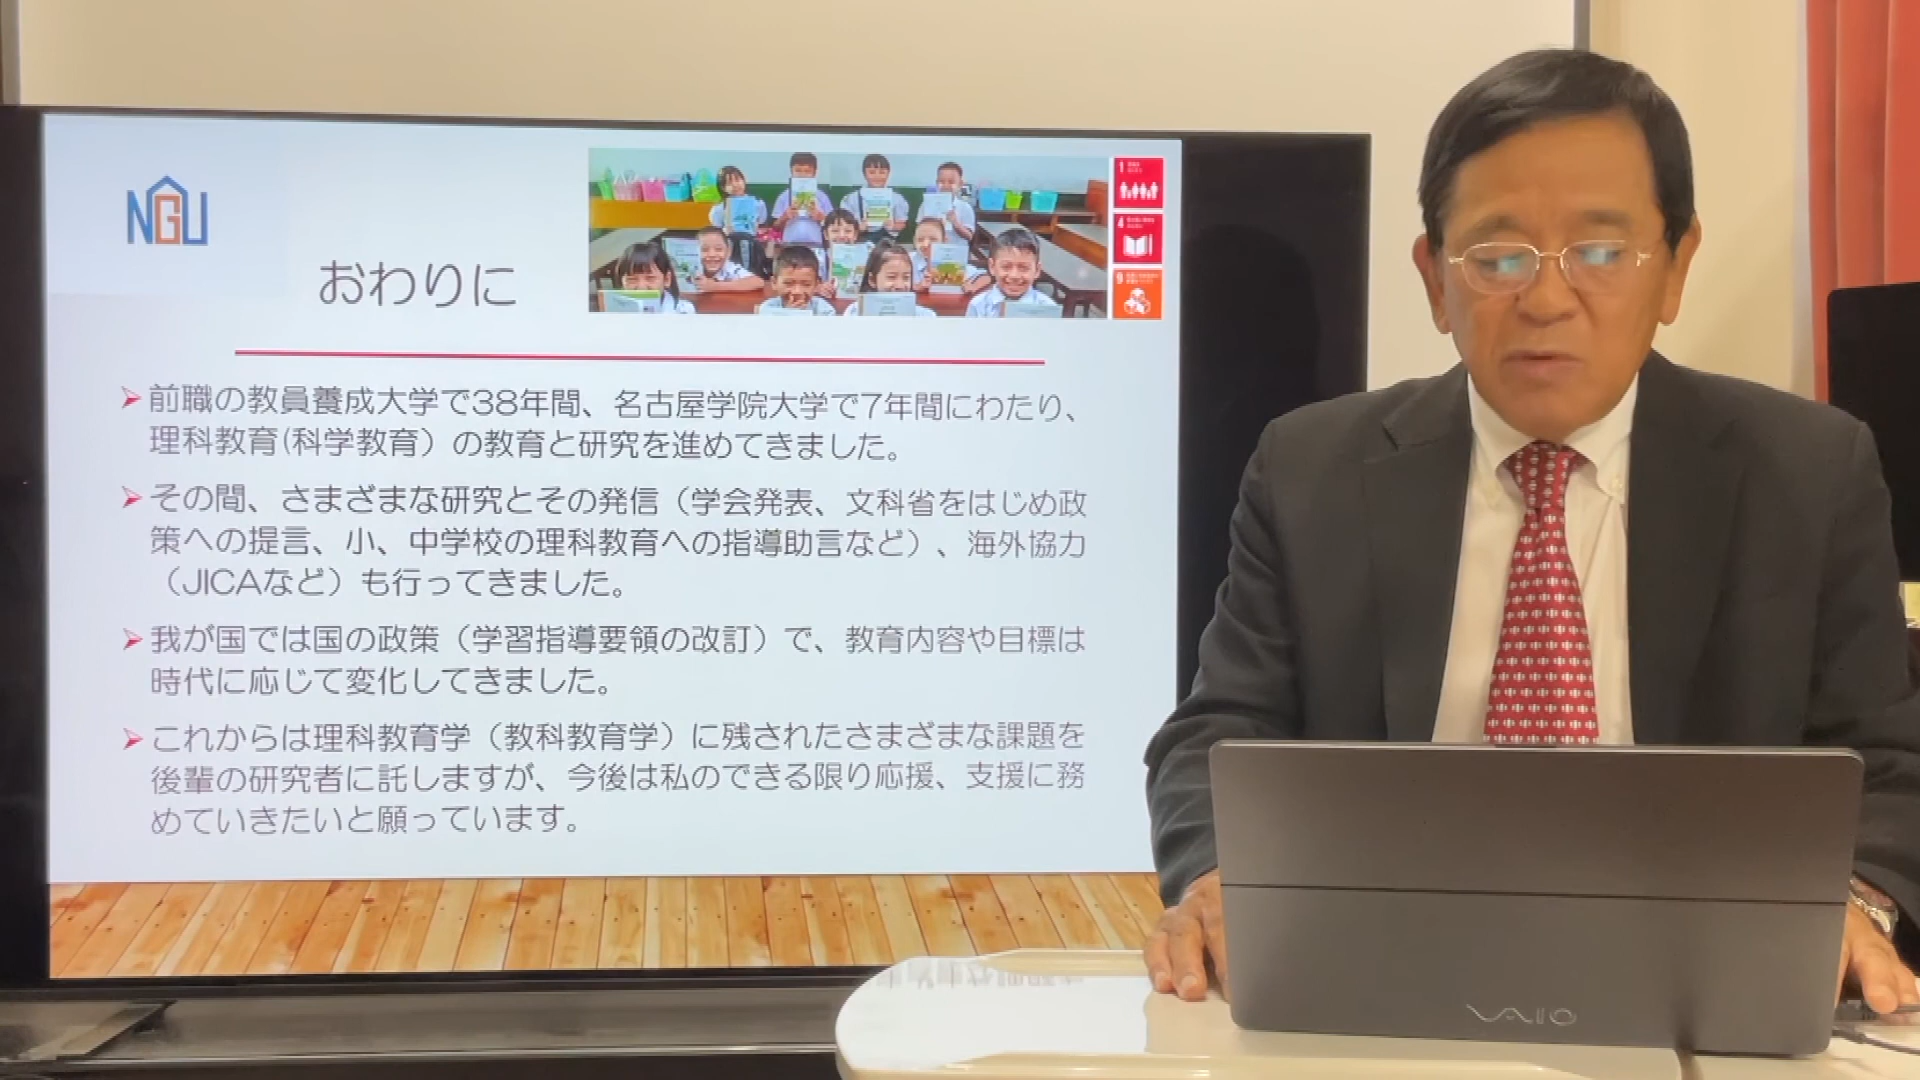 NGU
おわりに
1
4
9
前職の教員養成大学で38年間、名古屋学院大学で7年間にわたり、
理科教育(科学教育）の教育と研究を進めてきました。
その間、さまざまな研究とその発信（学会発表、文科省をはじめ政
策への提言、小、中学校の理科教育への指導助言など）、海外協力
（JICAなど）も行ってきました。
我が国では国の政策（学習指導要領の改訂）で、教育内容や目標は
時代に応じて変化してきました。
これからは理科教育学（教科教育学）に残されたさまざまな課題を
後輩の研究者に託しますが、今後は私のできる限り応援、支援に務
めていきたいと願っています。
VAIO